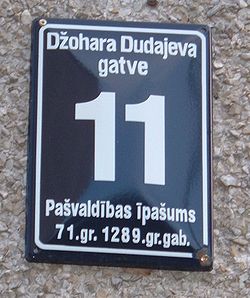 Džohara Dudajeva
gatve
11
Pašvaldības īpašums
71.gr. 1289.gr.gab.